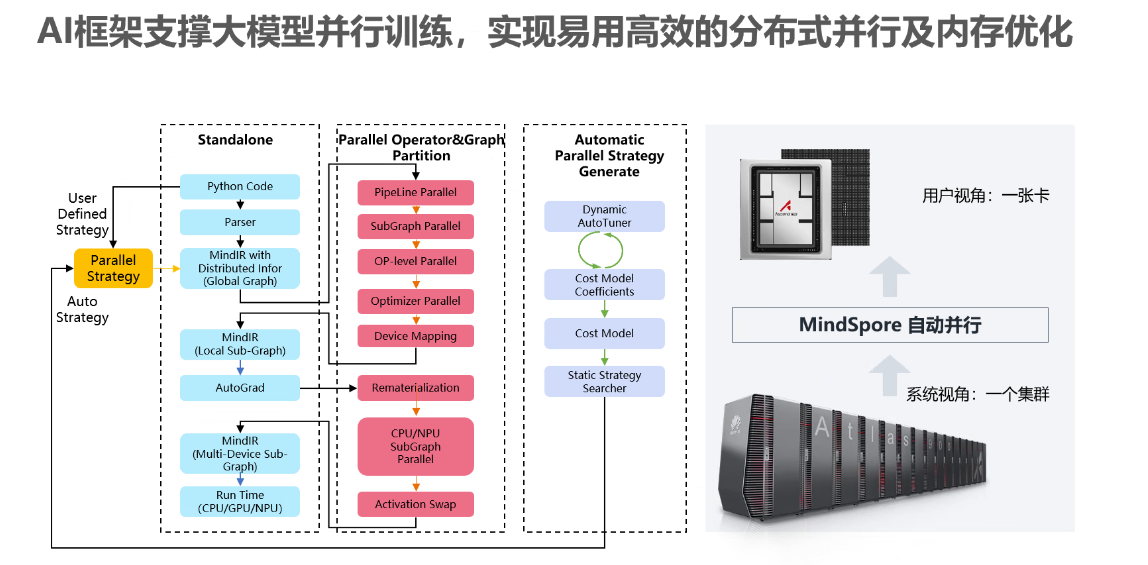 AI框架支撑大模型并行训练，实现易用高效的分布式并行及内存优化
Standalone
Python Code
Parser
MindIR with
Distributed Infor
(Global Graph)
MindIR
(Local Sub-Graph)
AutoGrad
MindIR
(Multi-Device Sub-
Graph)
Run Time
(CPU/GPU/NPU)
User
Defined
Strategy
Parallel
Strategy
Auto
Strategy
Parallel Operator&Graph
Partition
PipeLine Parallel
SubGraph Parallel
OP-level Parallel
Optimizer Parallel
Device Mapping
Rematerialization
CPU/NPU
SubGraph
Parallel
Activation Swap
Automatic
Parallel Strategy
Generate
Dynamic
AutoTuner
Cost Model
Coefficients
Cost Model
Static Strategy
Searcher
用户视角：一张卡
MindSpore 自动并行
系统视角：一个集群
Atlas